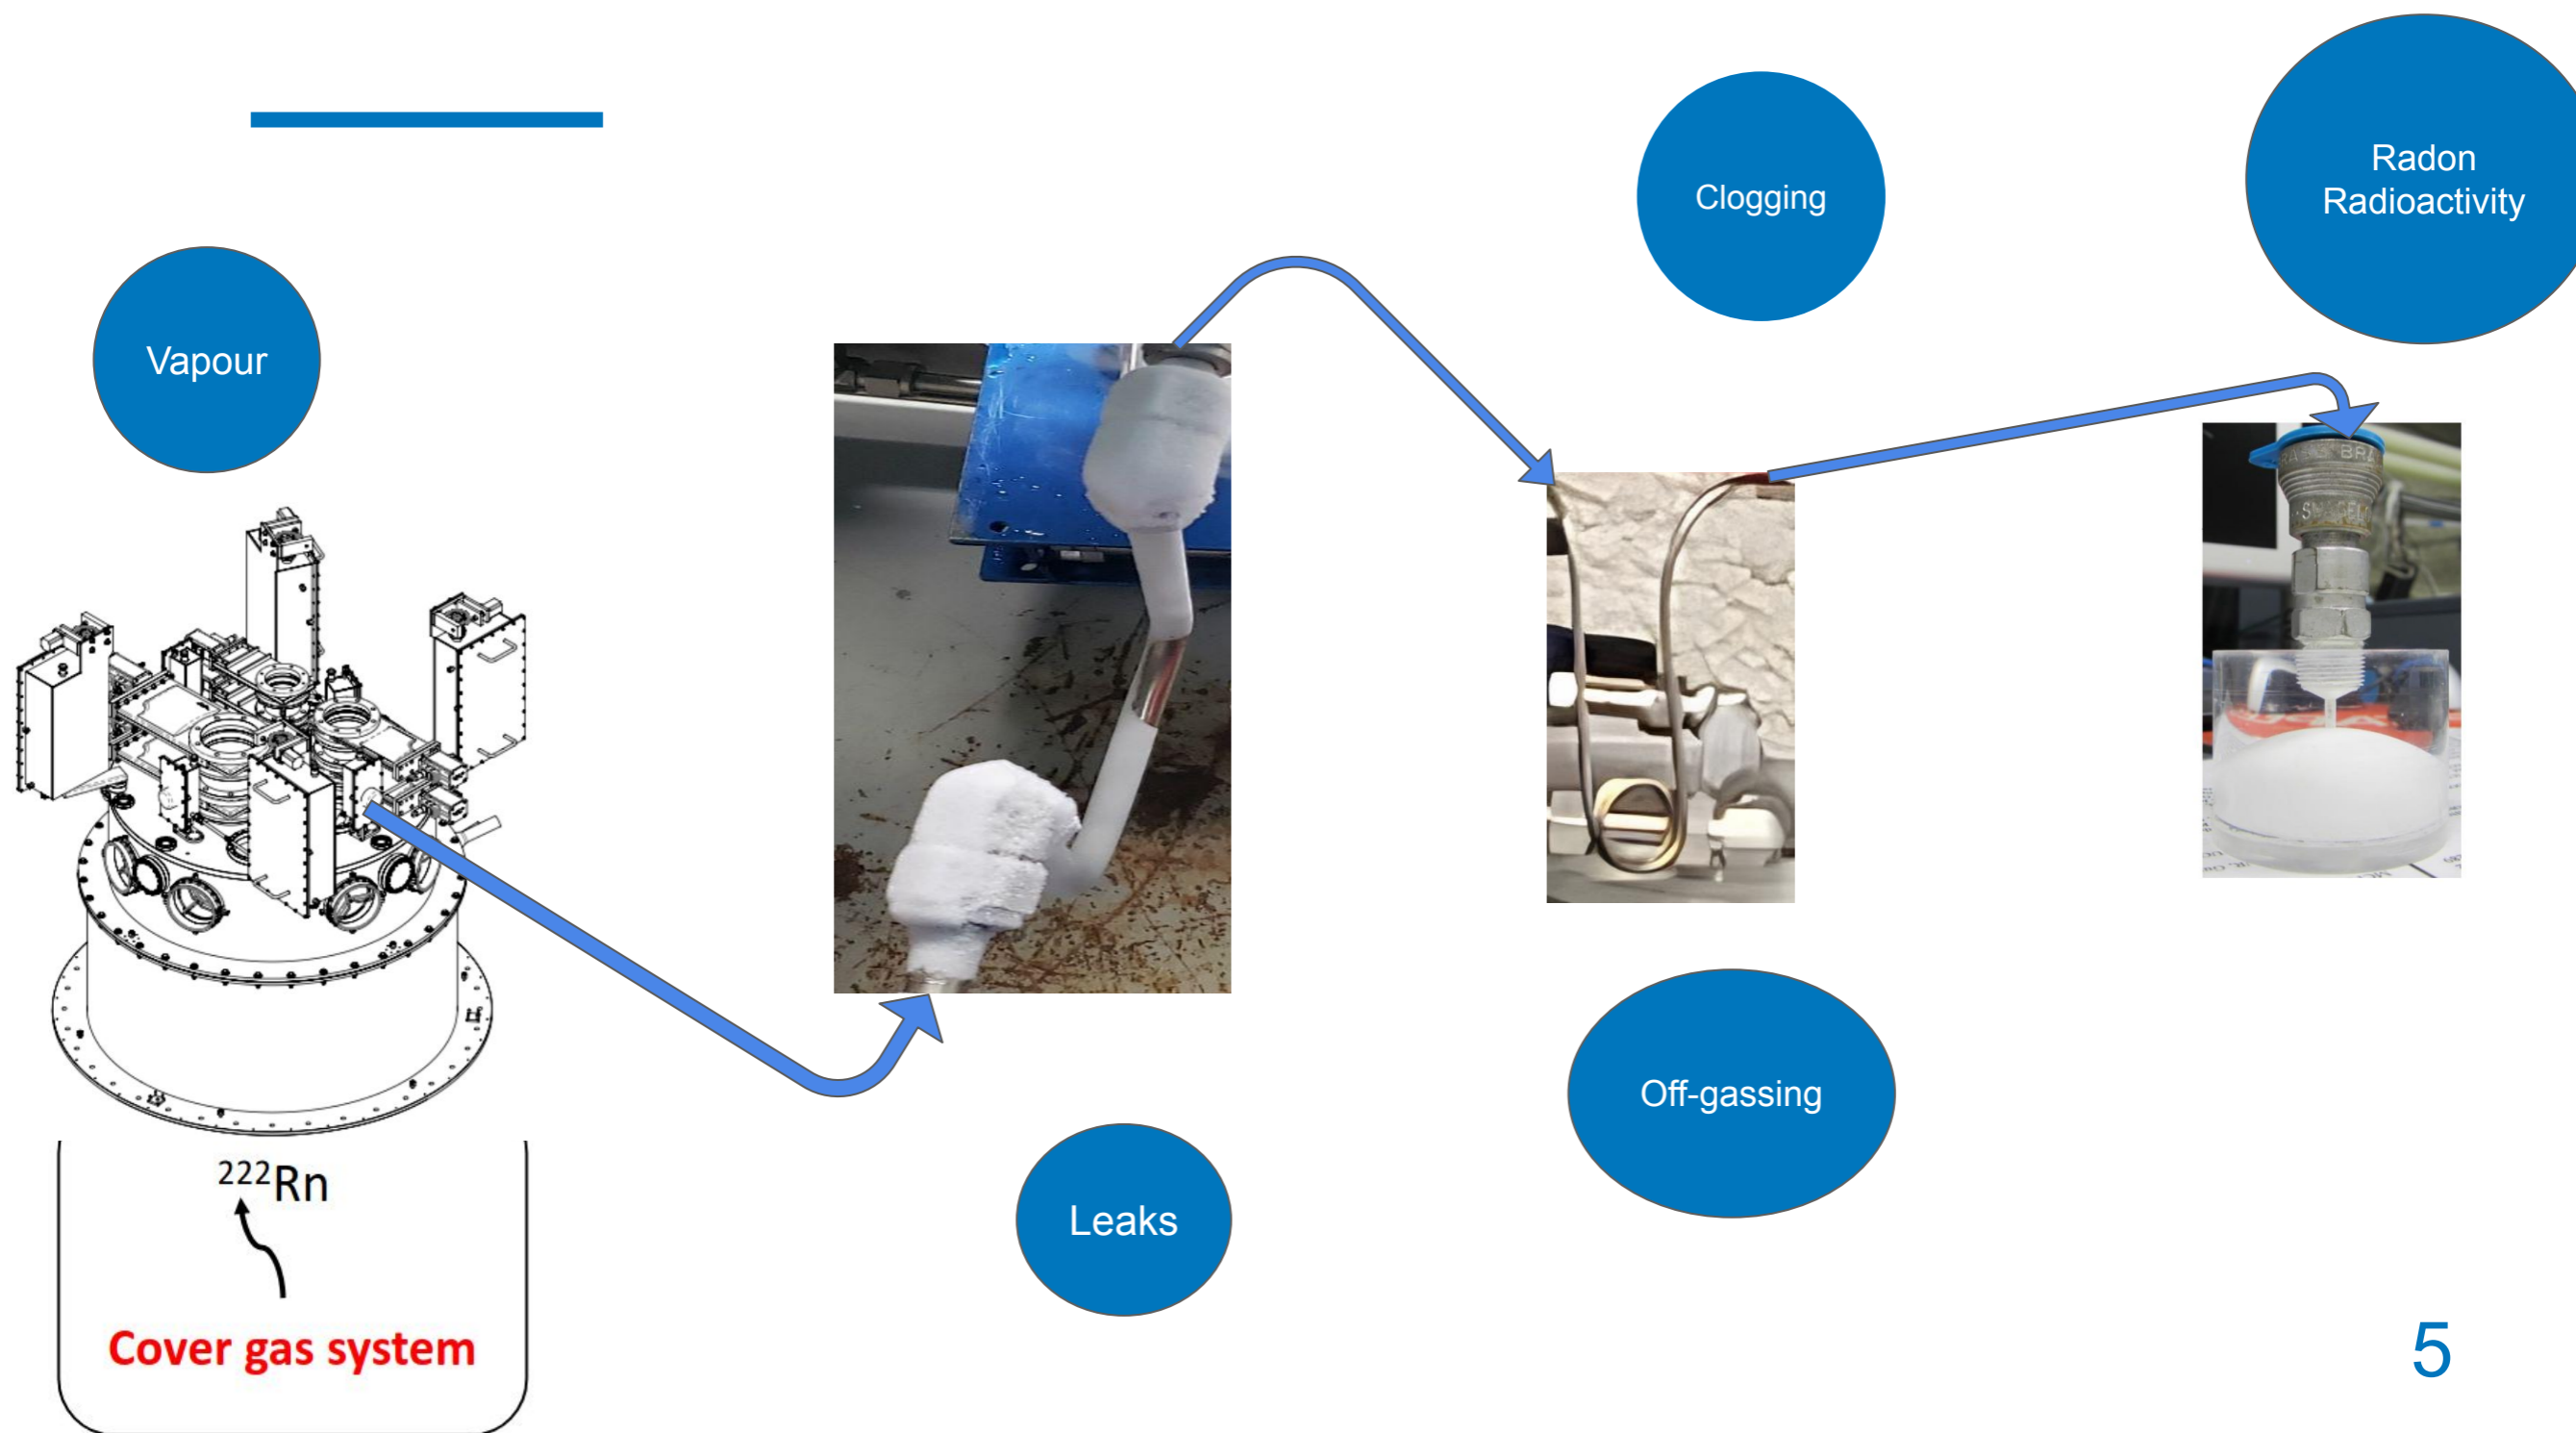 Clogging
Radon
Radioactivity
Vapour
Off-gassing
Leaks
²²²Rn
Cover gas system
5